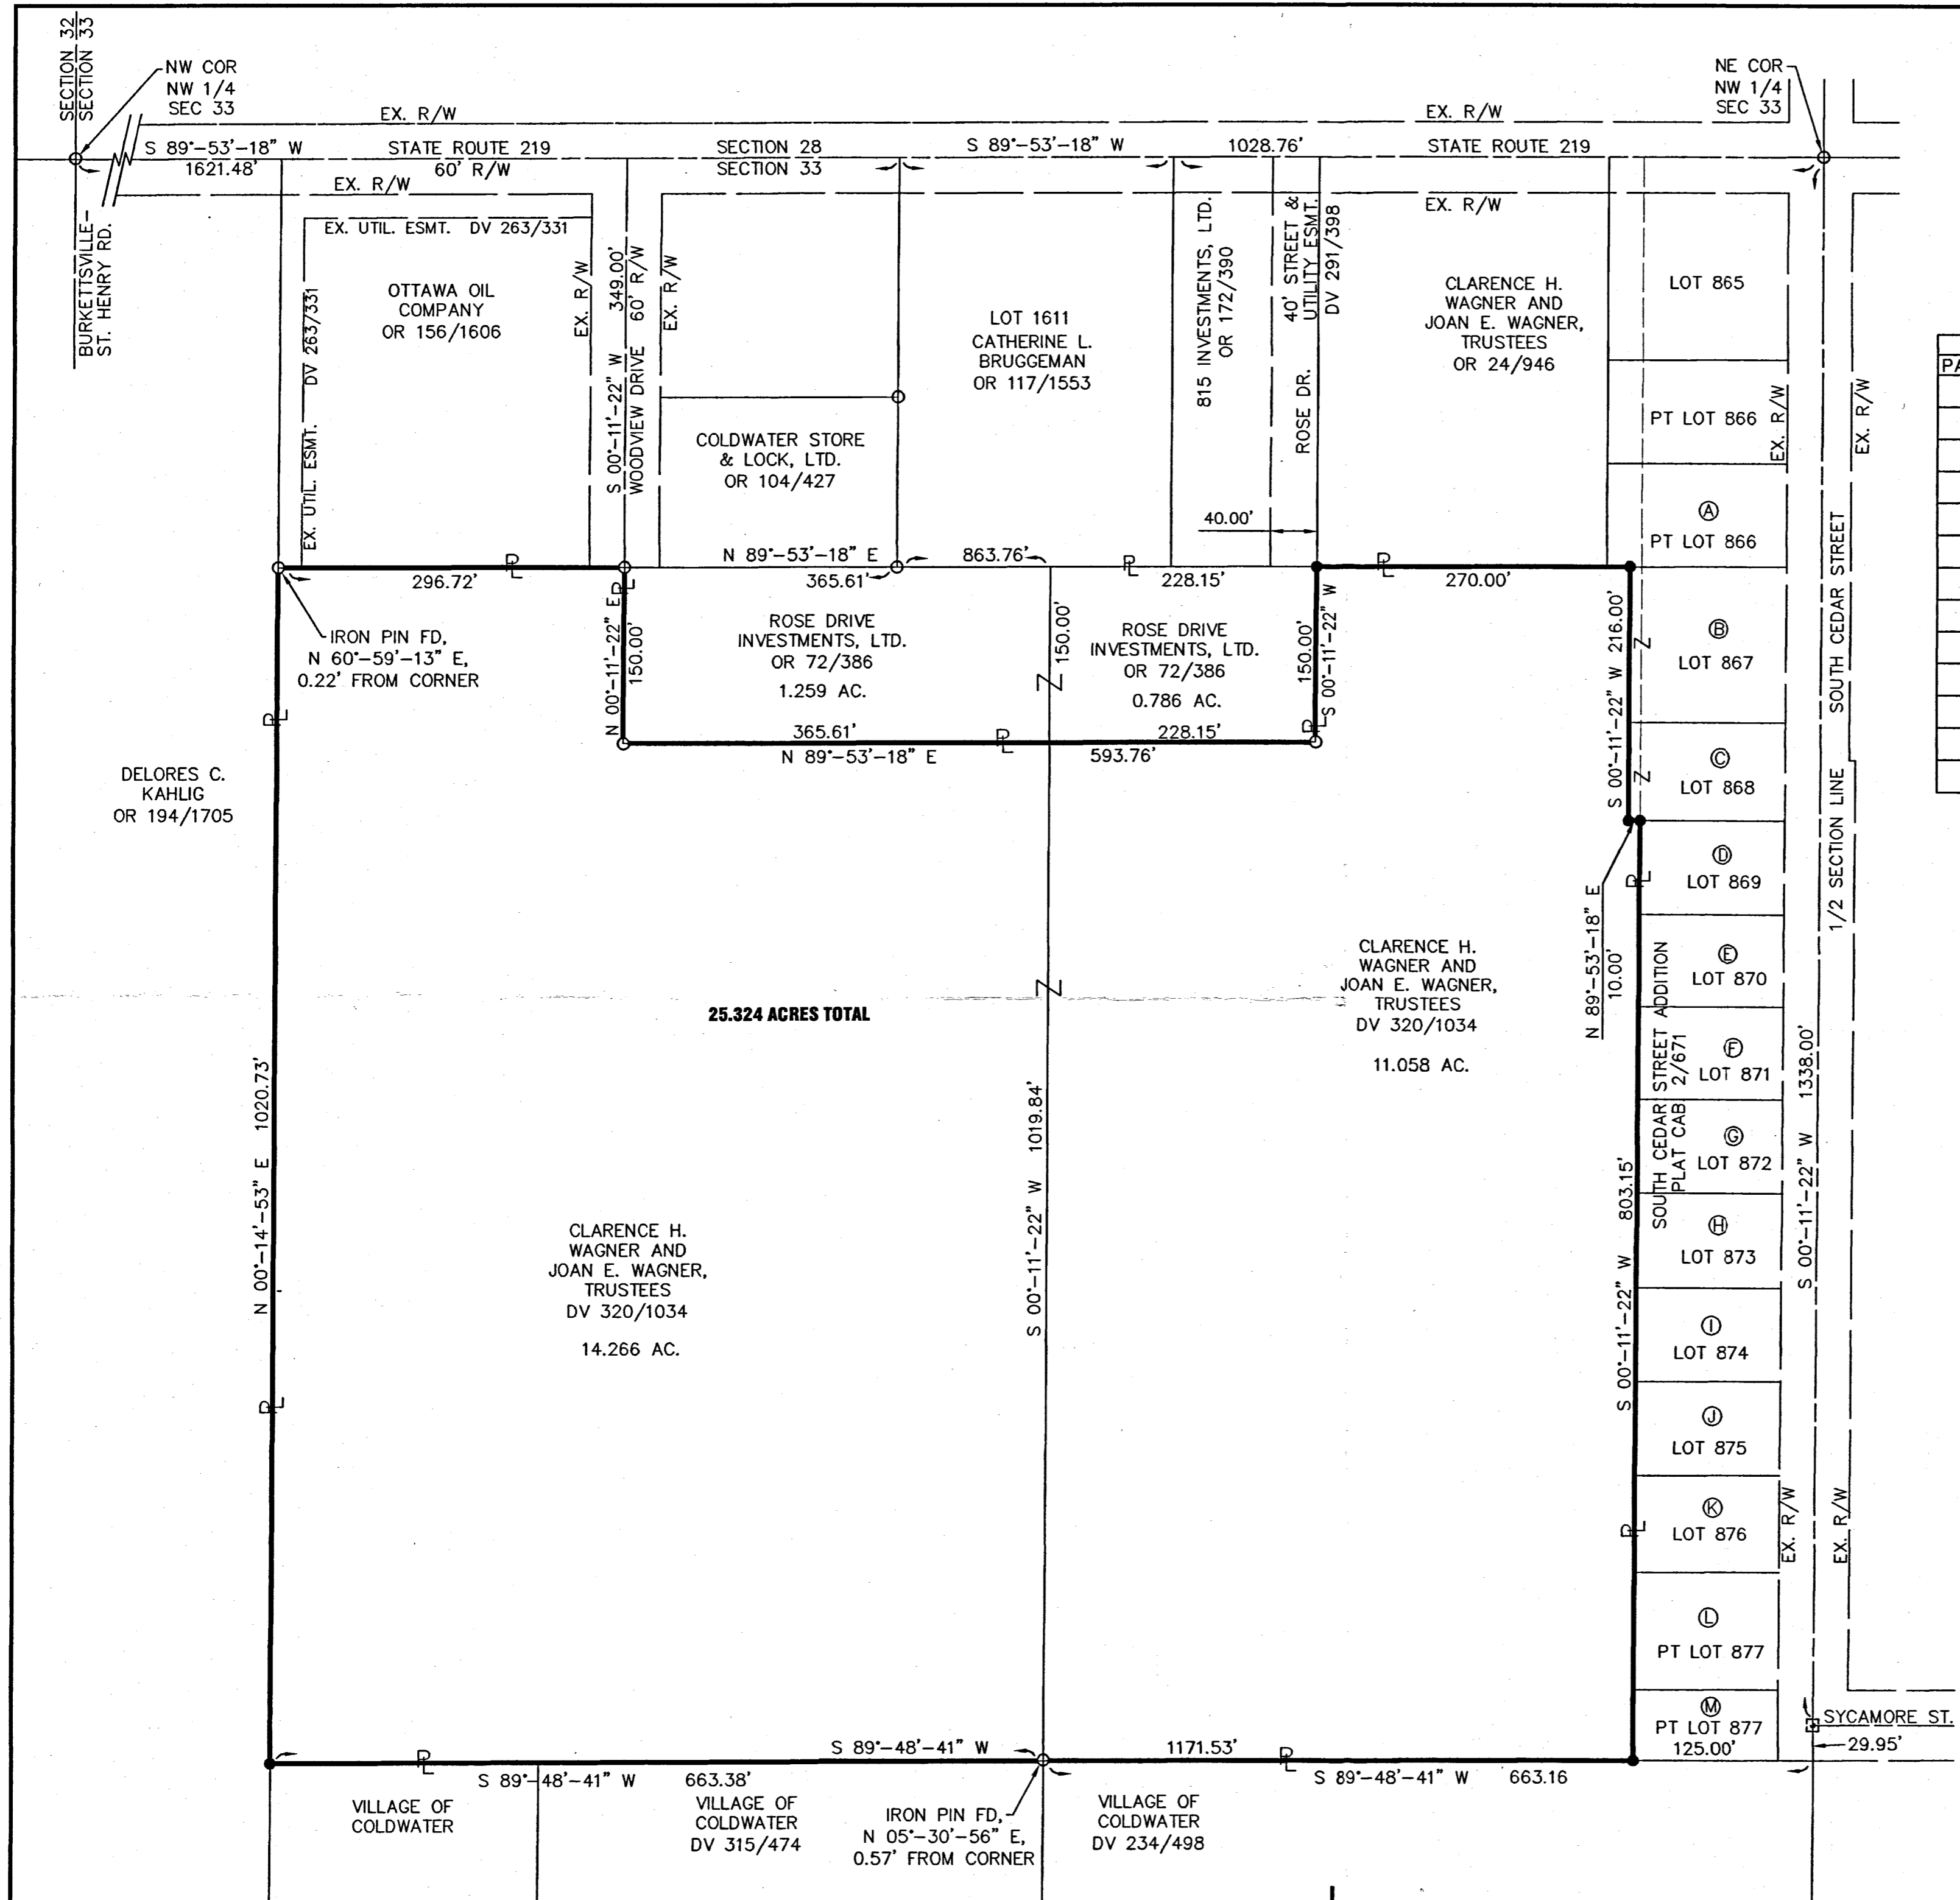 SECTION 32
SECTION 33
NW COR
NW 1/4
SEC 33
NE COR
NW 1/4
SEC 33
EX. R/W
EX. R/W
S 89°-53'-18" W
1621.48'
STATE ROUTE 219
60' R/W
SECTION 28
SECTION 33
S 89°-53'-18" W
1028.76'
STATE ROUTE 219
EX. R/W
EX. R/W
BURKETTSVILLE-
ST. HENRY RD.
EX. UTIL. ESMT. DV 263/331
EX. UTIL. ESMT. DV 263/331
OTTAWA OIL
COMPANY
OR 156/1606
EX. R/W
S 00°-11'-22" W 349.00'
WOODVIEW DRIVE 60' R/W
EX. R/W
COLDWATER STORE
& LOCK, LTD.
OR 104/427
LOT 1611
CATHERINE L.
BRUGGEMAN
OR 117/1553
815 INVESTMENTS, LTD.
OR 172/390
40' STREET &
UTILITY ESMT.
DV 291/398
ROSE DR.
40.00'
CLARENCE H.
WAGNER AND
JOAN E. WAGNER,
TRUSTEES
OR 24/946
LOT 865
PT LOT 866
A
PT LOT 866
EX. R/W
EX. R/W
PA
SOUTH CEDAR STREET
1/2 SECTION LINE
N 89°-53'-18" E
863.76'
PL
296.72'
365.61'
PL
228.15'
PL
270.00'
IRON PIN FD,
N 60°-59'-13" E,
0.22' FROM CORNER
N 00°-11'-22" E
150.00'
PL
ROSE DRIVE
INVESTMENTS, LTD.
OR 72/386
1.259 AC.
150.00'
Z
ROSE DRIVE
INVESTMENTS, LTD.
OR 72/386
0.786 AC.
150.00'
S 00°-11'-22" W
PL
S 00°-11'-22" W 216.00'
Z
Z
B
LOT 867
C
LOT 868
PL
365.61'
228.15'
PL
N 89°-53'-18" E
593.76'
DELORES C.
KAHLIG
OR 194/1705
D
LOT 869
PL
N 89°-53'-18" E
10.00'
E
LOT 870
CLARENCE H.
WAGNER AND
JOAN E. WAGNER,
TRUSTEES
DV 320/1034
11.058 AC.
Z
25.324 ACRES TOTAL
F
LOT 871
SOUTH CEDAR STREET ADDITION
PLAT CAB 2/671
G
LOT 872
H
LOT 873
S 00°-11'-22" W 1338.00'
N 00°-14'-53" E 1020.73'
S 00°-11'-22" W 1019.84'
S 00°-11'-22" W 803.15'
CLARENCE H.
WAGNER AND
JOAN E. WAGNER,
TRUSTEES
DV 320/1034
14.266 AC.
PL
I
LOT 874
J
LOT 875
K
LOT 876
PL
EX. R/W
EX. R/W
L
PT LOT 877
M
PT LOT 877
125.00'
SYCAMORE ST.
29.95'
S 89°-48'-41" W
1171.53'
PL
PL
S 89°-48'-41" W 663.38'
S 89°-48'-41" W 663.16
VILLAGE OF
COLDWATER
VILLAGE OF
COLDWATER
DV 315/474
IRON PIN FD,
N 05°-30'-56" E,
0.57' FROM CORNER
VILLAGE OF
COLDWATER
DV 234/498